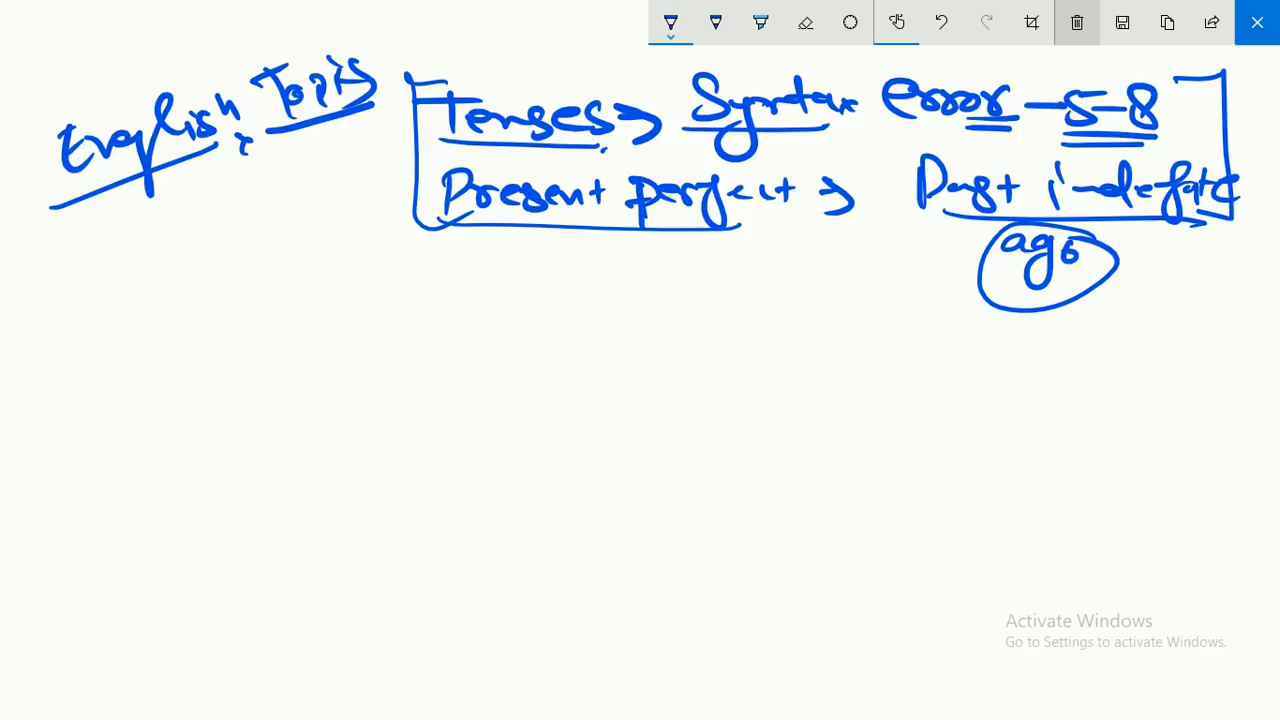 English: Topis
Tenses → Syntax error - 5-8
Present perfect → Past indefinite
ago
Activate Windows
Go to Settings to activate Windows.